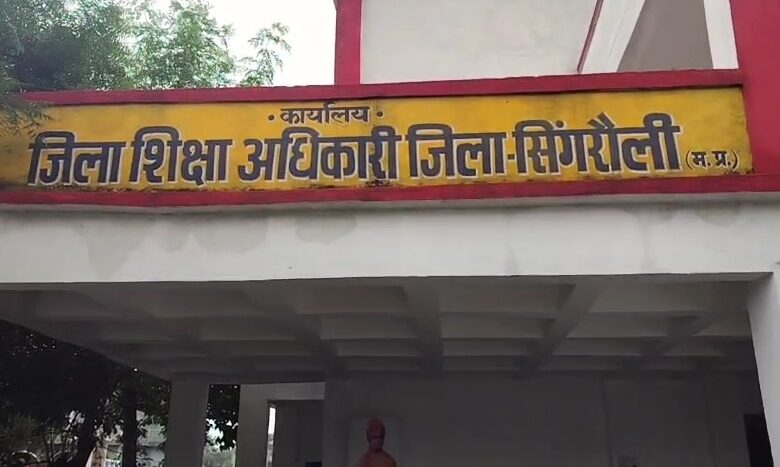 • कार्यालय •
जिला शिक्षा अधिकारी जिला-सिंगरौली (म. प्र.)